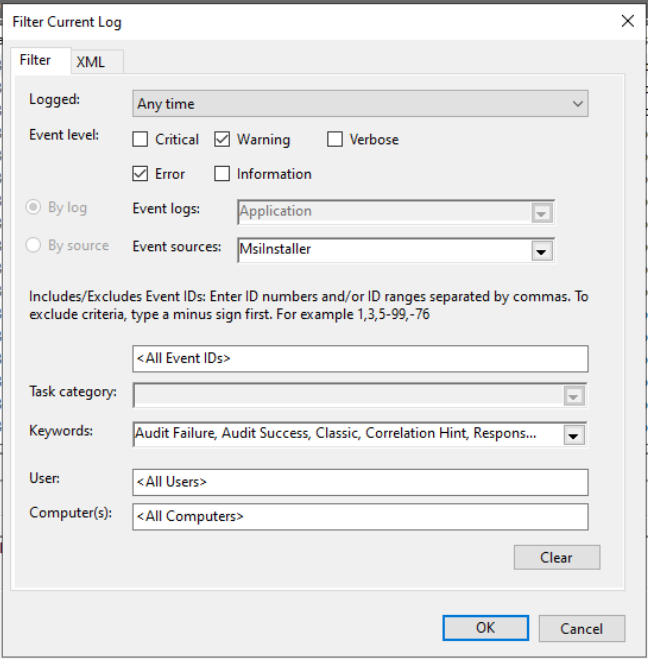 Filter Current Log
Filter XML
Logged: Any time
Event level: Critical Warning Verbose
Error Information
By log Event logs: Application
By source Event sources: MsiInstaller
Includes/Excludes Event IDs: Enter ID numbers and/or ID ranges separated by commas. To
exclude criteria, type a minus sign first. For example 1,3,5-99,-76
<All Event IDs>
Task category:
Keywords: Audit Failure, Audit Success, Classic, Correlation Hint, Respons...
User: <All Users>
Computer(s): <All Computers>
Clear
OK Cancel